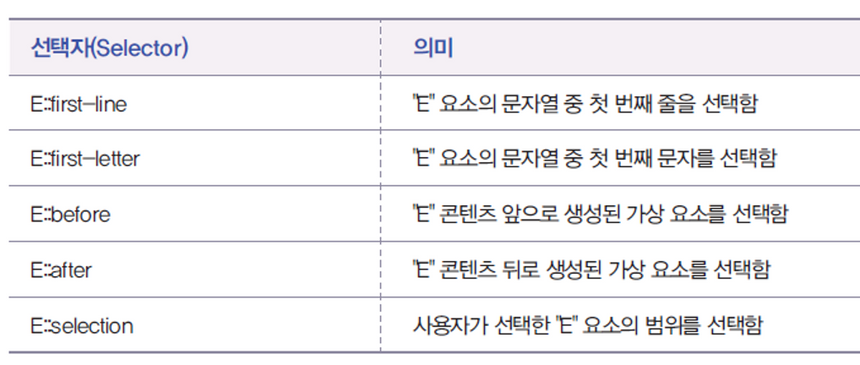 선택자(Selector) 의미
E::first-line "E" 요소의 문자열 중 첫 번째 줄을 선택함
E::first-letter "E" 요소의 문자열 중 첫 번째 문자를 선택함
E::before "E" 콘텐츠 앞으로 생성된 가상 요소를 선택함
E::after "E" 콘텐츠 뒤로 생성된 가상 요소를 선택함
E::selection 사용자가 선택한 "E" 요소의 범위를 선택함